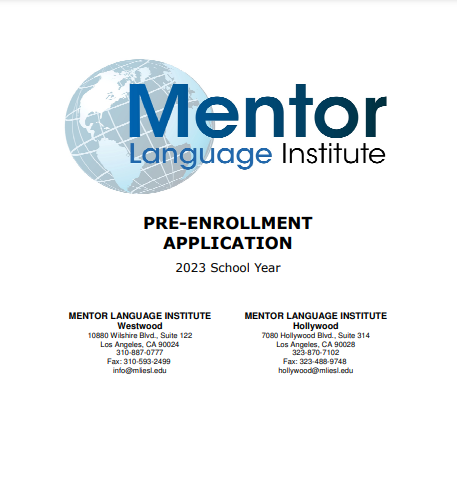 Mentor
Language Institute
PRE-ENROLLMENT
APPLICATION
2023 School Year
MENTOR LANGUAGE INSTITUTE
Westwood
10880 Wilshire Blvd., Suite 122
Los Angeles, CA 90024
310-887-0777
Fax: 310-593-2499
info@mliesl.edu
MENTOR LANGUAGE INSTITUTE
Hollywood
7080 Hollywood Blvd., Suite 314
Los Angeles, CA 90028
323-870-7102
Fax: 323-488-9748
hollywood@mliesl.edu